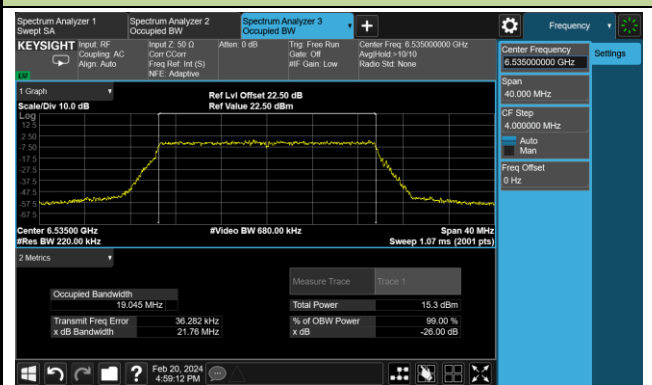 Spectrum Analyzer 1
Swept SA
Spectrum Analyzer 2
Occupied BW
Spectrum Analyzer 3
Occupied BW
Frequency
KEYSIGHT
Input: RF
Coupling: AC
Align: Auto
Input Z: 50 Ω
Corr CCorr
Freq Ref: Int (S)
NFE: Adaptive
Atten: 0 dB
Trig: Free Run
Gate: Off
#IF Gain: Low
Center Freq: 6.535000000 GHz
Avg|Hold:>10/10
Radio Std: None
Center Frequency
6.535000000 GHz
Settings
Span
40.000 MHz
CF Step
4.000000 MHz
Auto
Man
Freq Offset
0 Hz
1 Graph
Scale/Div 10.0 dB
Ref Lvl Offset 22.50 dB
Ref Value 22.50 dBm
Log
12.5
2.50
-7.50
-17.5
-27.5
-37.5
-47.5
-57.5
-67.5
Center 6.53500 GHz
#Video BW 680.00 kHz
Span 40 MHz
#Res BW 220.00 kHz
Sweep 1.07 ms (2001 pts)
2 Metrics
Measure Trace
Trace 1
Occupied Bandwidth
19.045 MHz
Total Power
15.3 dBm
Transmit Freq Error
36.282 kHz
% of OBW Power
99.00 %
x dB Bandwidth
21.76 MHz
x dB
-26.00 dB
Feb 20, 2024
4:59:12 PM